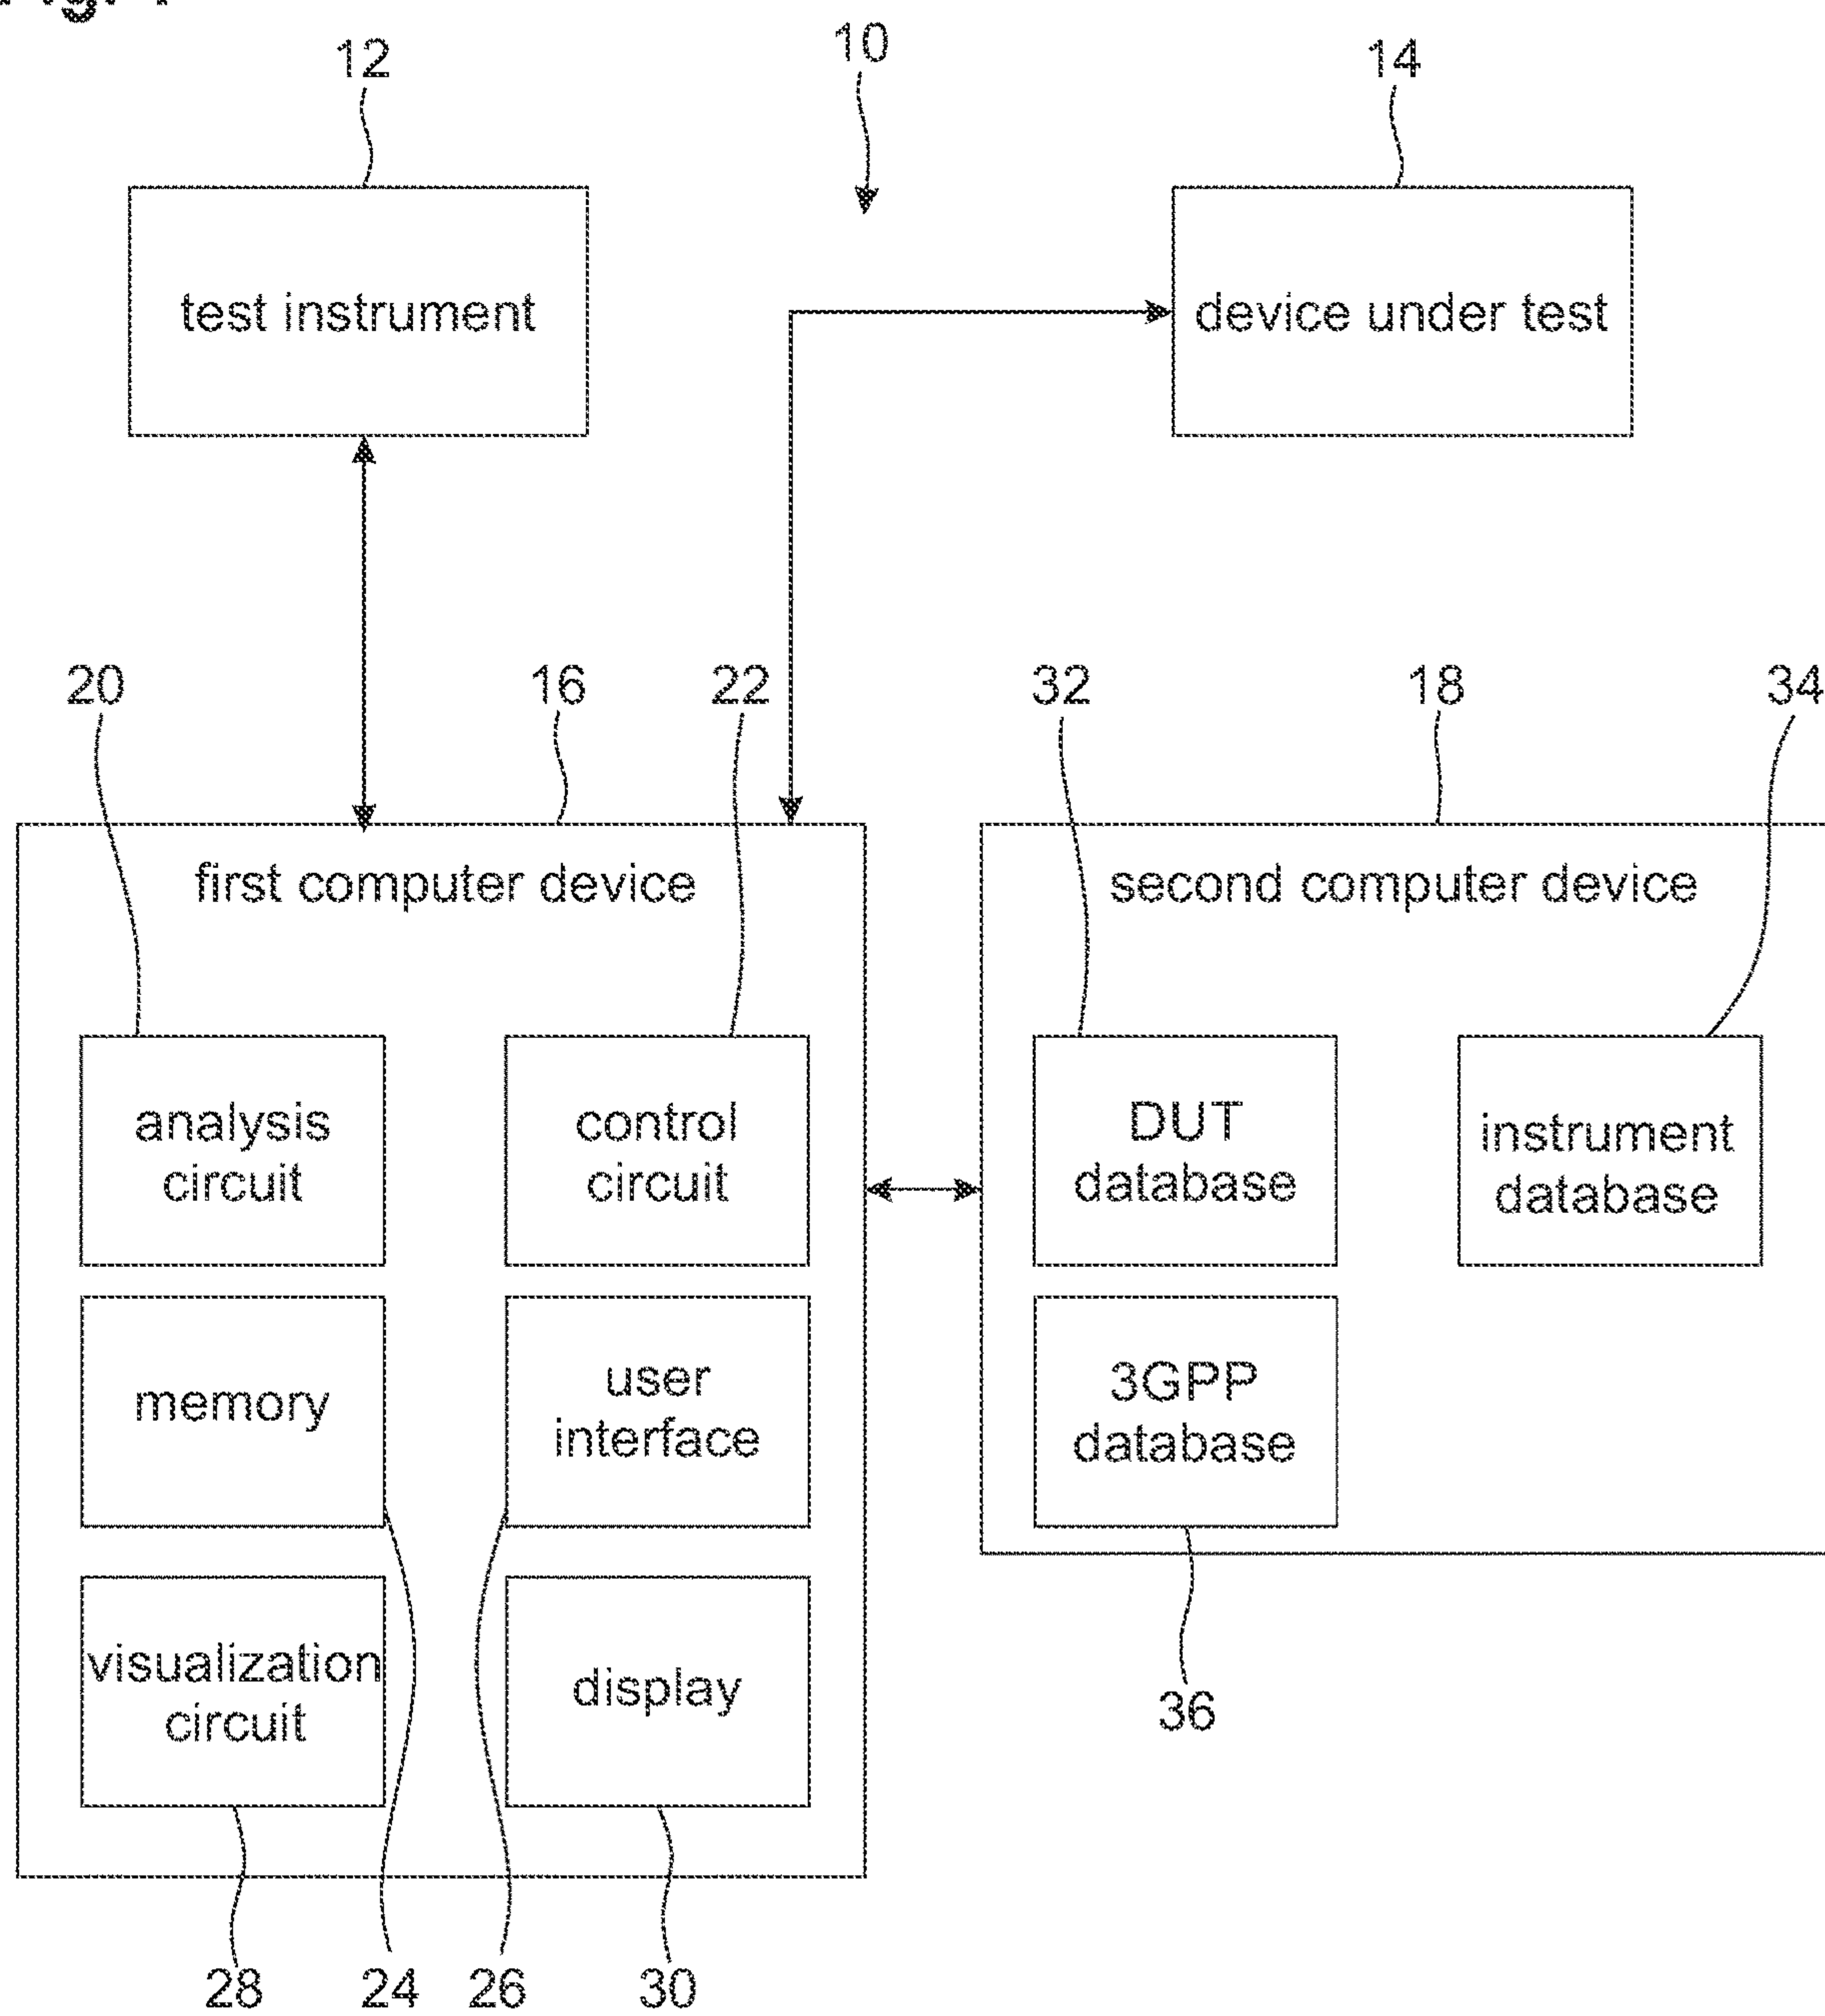 10
12
14
test instrument
device under test
20
16
22
32
18
34
first computer device
second computer device
analysis
circuit
control
circuit
DUT
database
instrument
database
memory
user
interface
3GPP
database
visualization
circuit
display
36
28
24
26
30